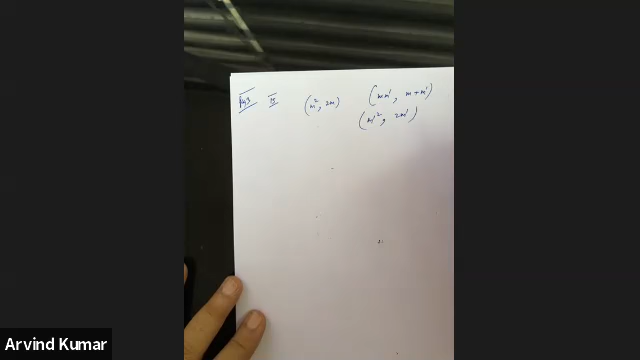 (m², 2m) (mm', m+m')
(m'², 2m')
Arvind Kumar